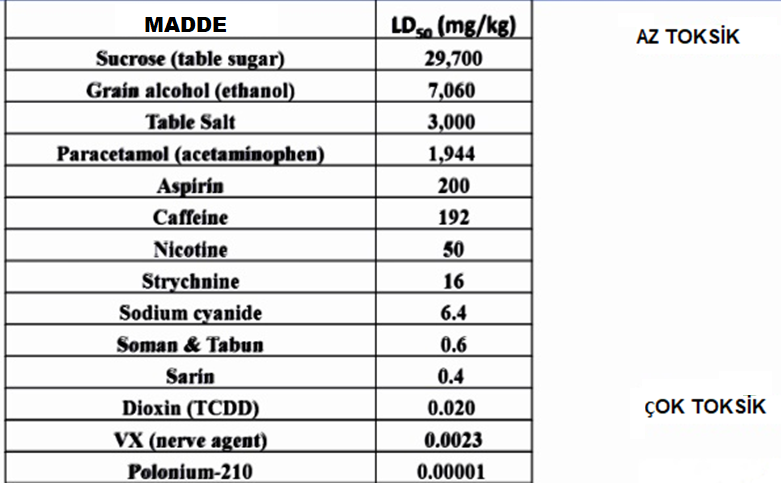 MADDE LD50 (mg/kg)
AZ TOKSİK
Sucrose (table sugar) 29,700
Grain alcohol (ethanol) 7,060
Table Salt 3,000
Paracetamol (acetaminophen) 1,944
Aspirin 200
Caffeine 192
Nicotine 50
Strychnine 16
Sodium cyanide 6.4
Soman & Tabun 0.6
Sarin 0.4
Dioxin (TCDD) 0.020
ÇOK TOKSİK
VX (nerve agent) 0.0023
Polonium-210 0.00001